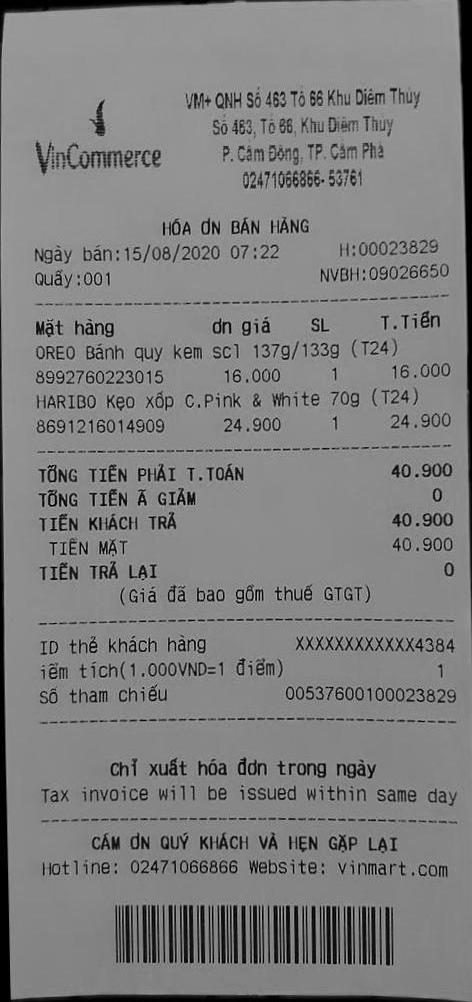 VinCommerce
VM+ QNH Số 463 Tổ 66 Khu Diêm Thủy
Số 463, Tổ 66, Khu Diêm Thủy
P. Cẩm Đông, TP. Cẩm Phả
02471066866- 53761
HÓA ƠN BÁN HÀNG
Ngày bán:15/08/2020 07:22 H:00023829
Quầy:001 NVBH:09026650
Mặt hàng ơn giá SL T.Tiền
OREO Bánh quy kem scl 137g/133g (T24)
8992760223015 16.000 1 16.000
HARIBO Kẹo xốp C.Pink & White 70g (T24)
8691216014909 24.900 1 24.900
TỔNG TIỀN PHẢI T.TOÁN 40.900
TỔNG TIỀN Ã GIẢM 0
TIỀN KHÁCH TRẢ 40.900
TIỀN MẶT 40.900
TIỀN TRẢ LẠI 0
(Giá đã bao gồm thuế GTGT)
ID thẻ khách hàng XXXXXXXXXXXX4384
iểm tích(1.000VND=1 điểm) 1
Số tham chiếu 00537600100023829
Chỉ xuất hóa đơn trong ngày
Tax invoice will be issued within same day
CÁM ƠN QUÝ KHÁCH VÀ HẸN GẶP LẠI
Hotline: 02471066866 Website: vinmart.com